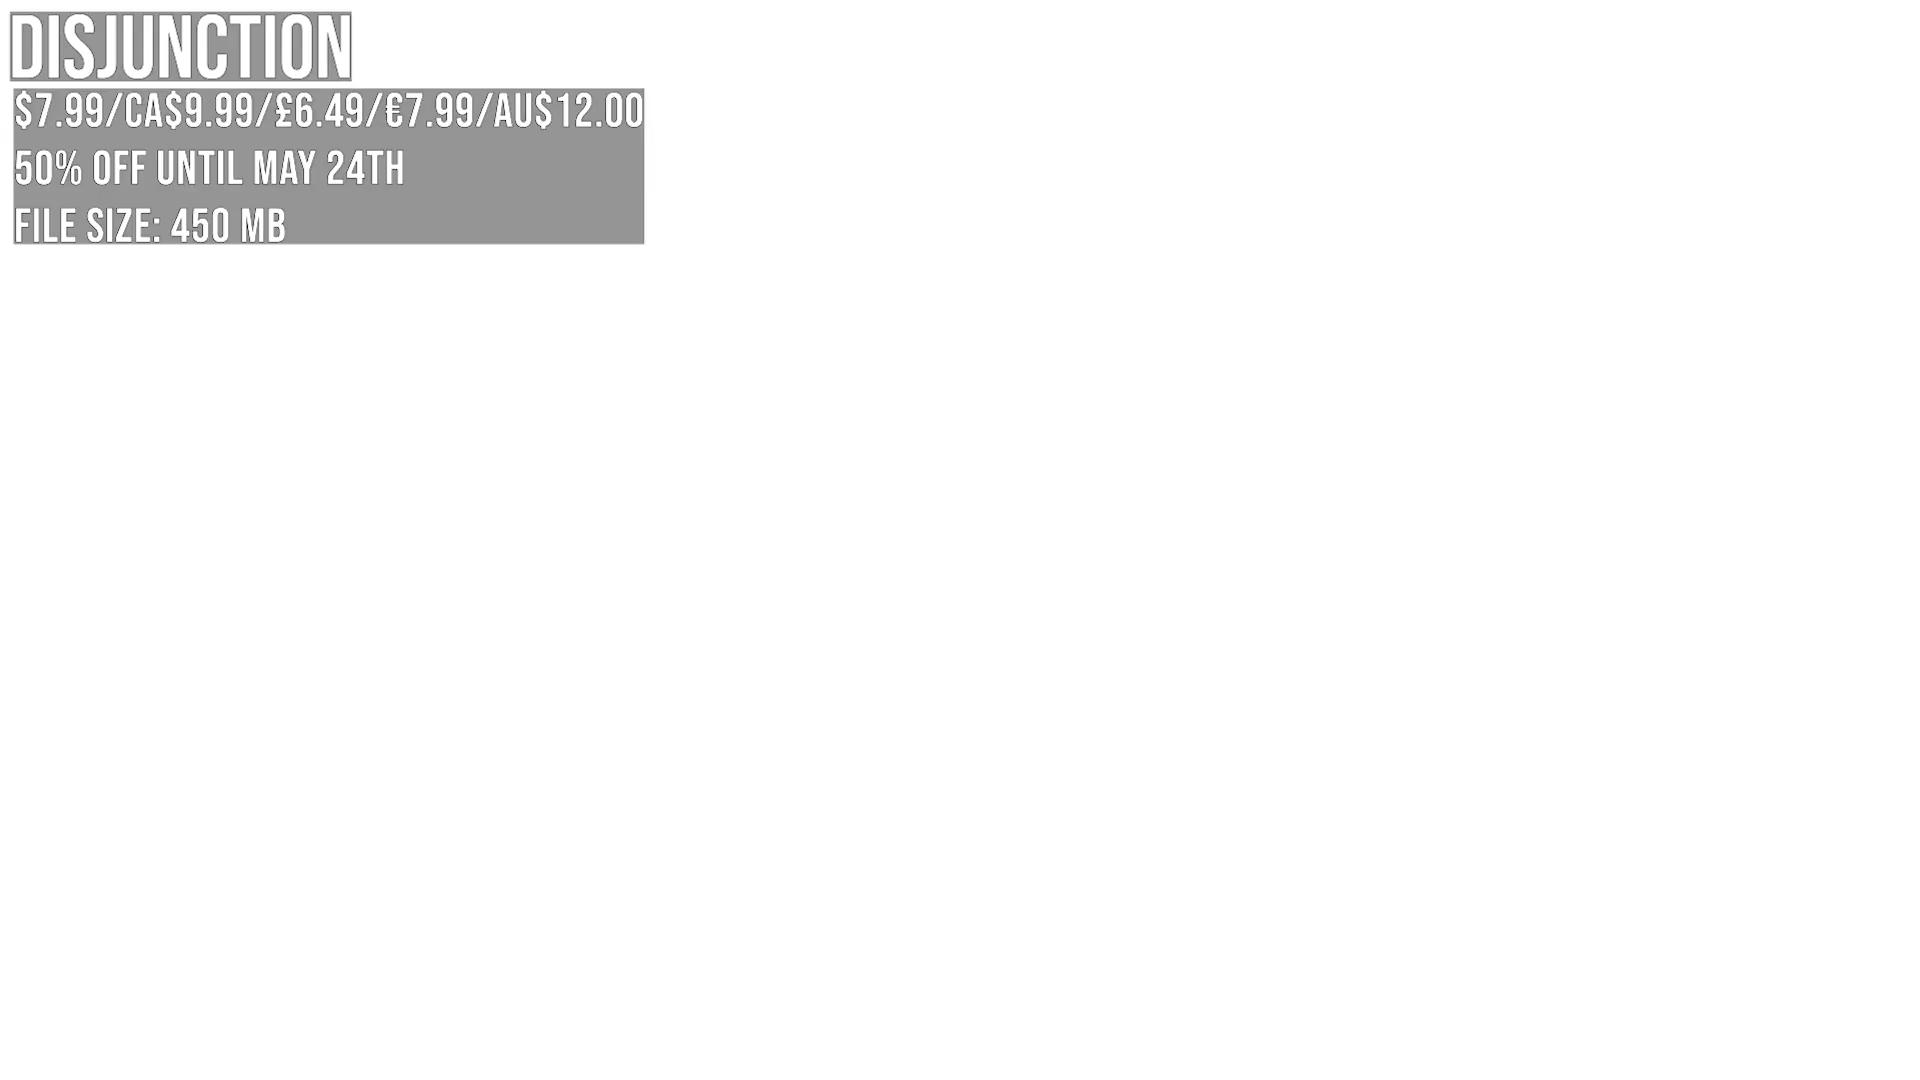 DISJUNCTION
$7.99/CA$9.99/£6.49/€7.99/AU$12.00
50% OFF UNTIL MAY 24TH
FILE SIZE: 450 MB